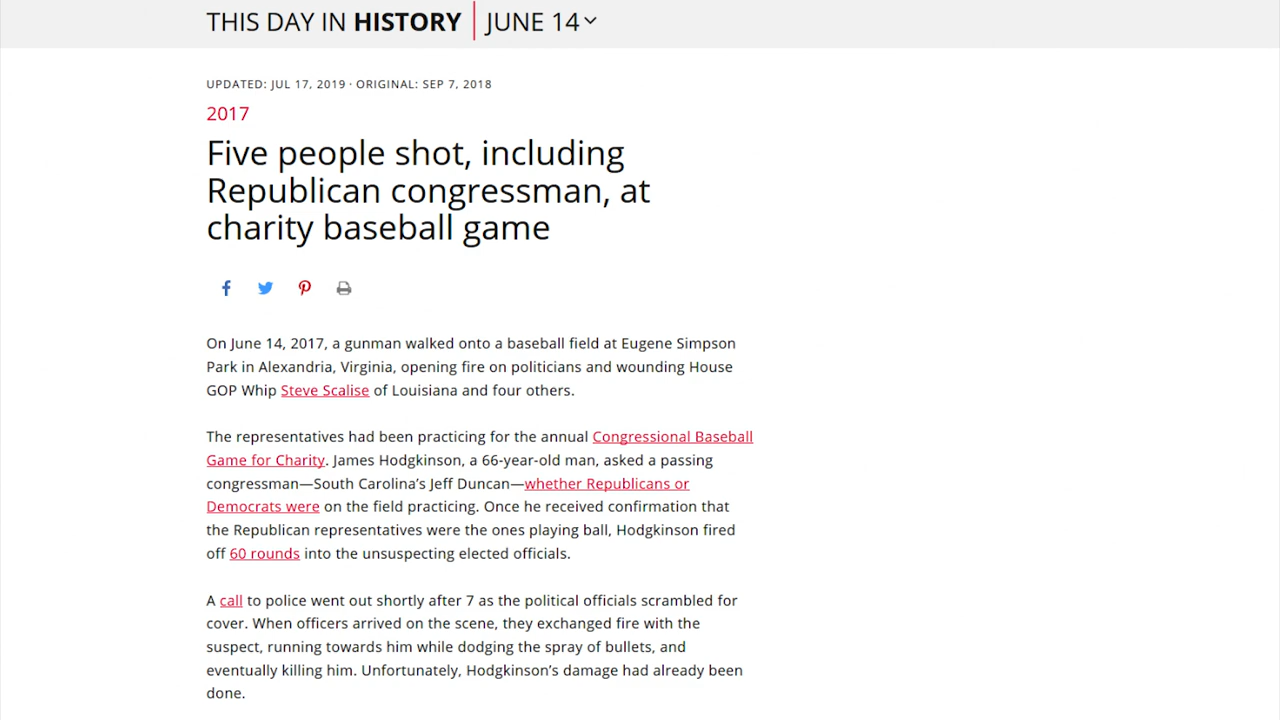 THIS DAY IN HISTORY | JUNE 14
UPDATED: JUL 17, 2019 · ORIGINAL: SEP 7, 2018
2017
Five people shot, including
Republican congressman, at
charity baseball game
On June 14, 2017, a gunman walked onto a baseball field at Eugene Simpson
Park in Alexandria, Virginia, opening fire on politicians and wounding House
GOP Whip Steve Scalise of Louisiana and four others.
The representatives had been practicing for the annual Congressional Baseball
Game for Charity. James Hodgkinson, a 66-year-old man, asked a passing
congressman—South Carolina’s Jeff Duncan—whether Republicans or
Democrats were on the field practicing. Once he received confirmation that
the Republican representatives were the ones playing ball, Hodgkinson fired
off 60 rounds into the unsuspecting elected officials.
A call to police went out shortly after 7 as the political officials scrambled for
cover. When officers arrived on the scene, they exchanged fire with the
suspect, running towards him while dodging the spray of bullets, and
eventually killing him. Unfortunately, Hodgkinson’s damage had already been
done.